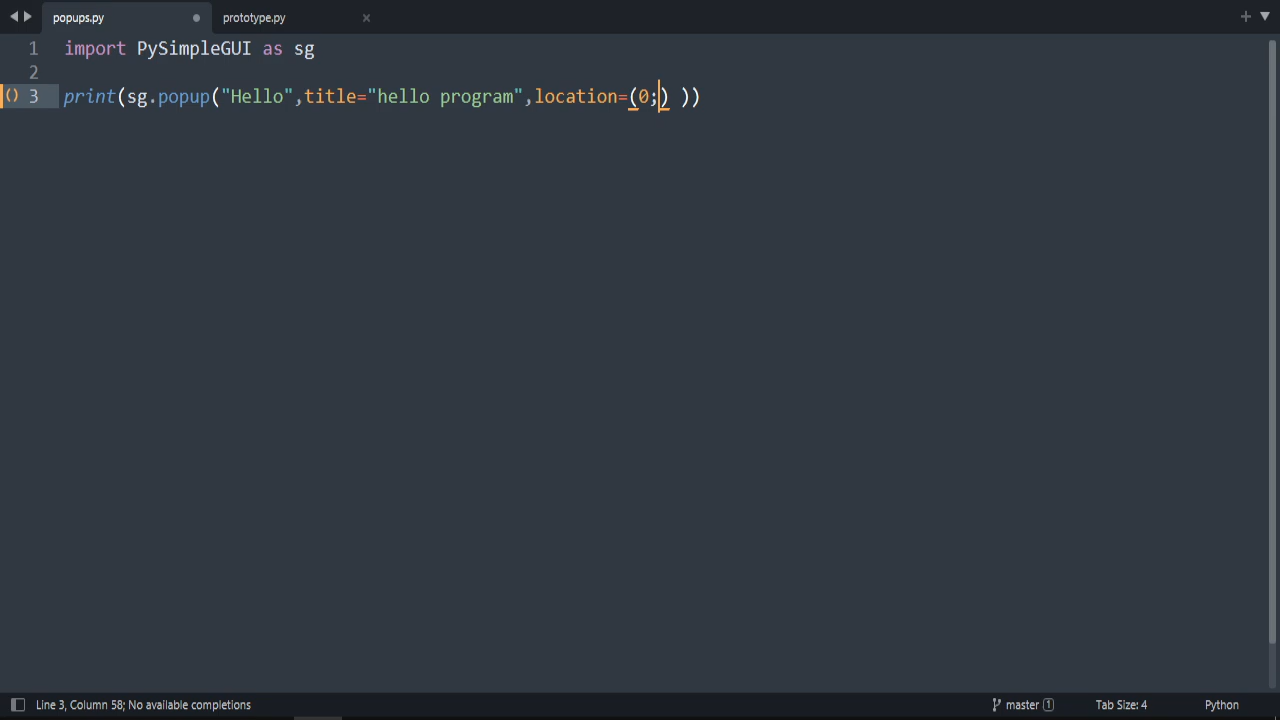 popups.py
prototype.py
1 import PySimpleGUI as sg
2
3 print(sg.popup("Hello",title="hello program",location=(0;) ))
Line 3, Column 58; No available completions
master 1
Tab Size: 4
Python